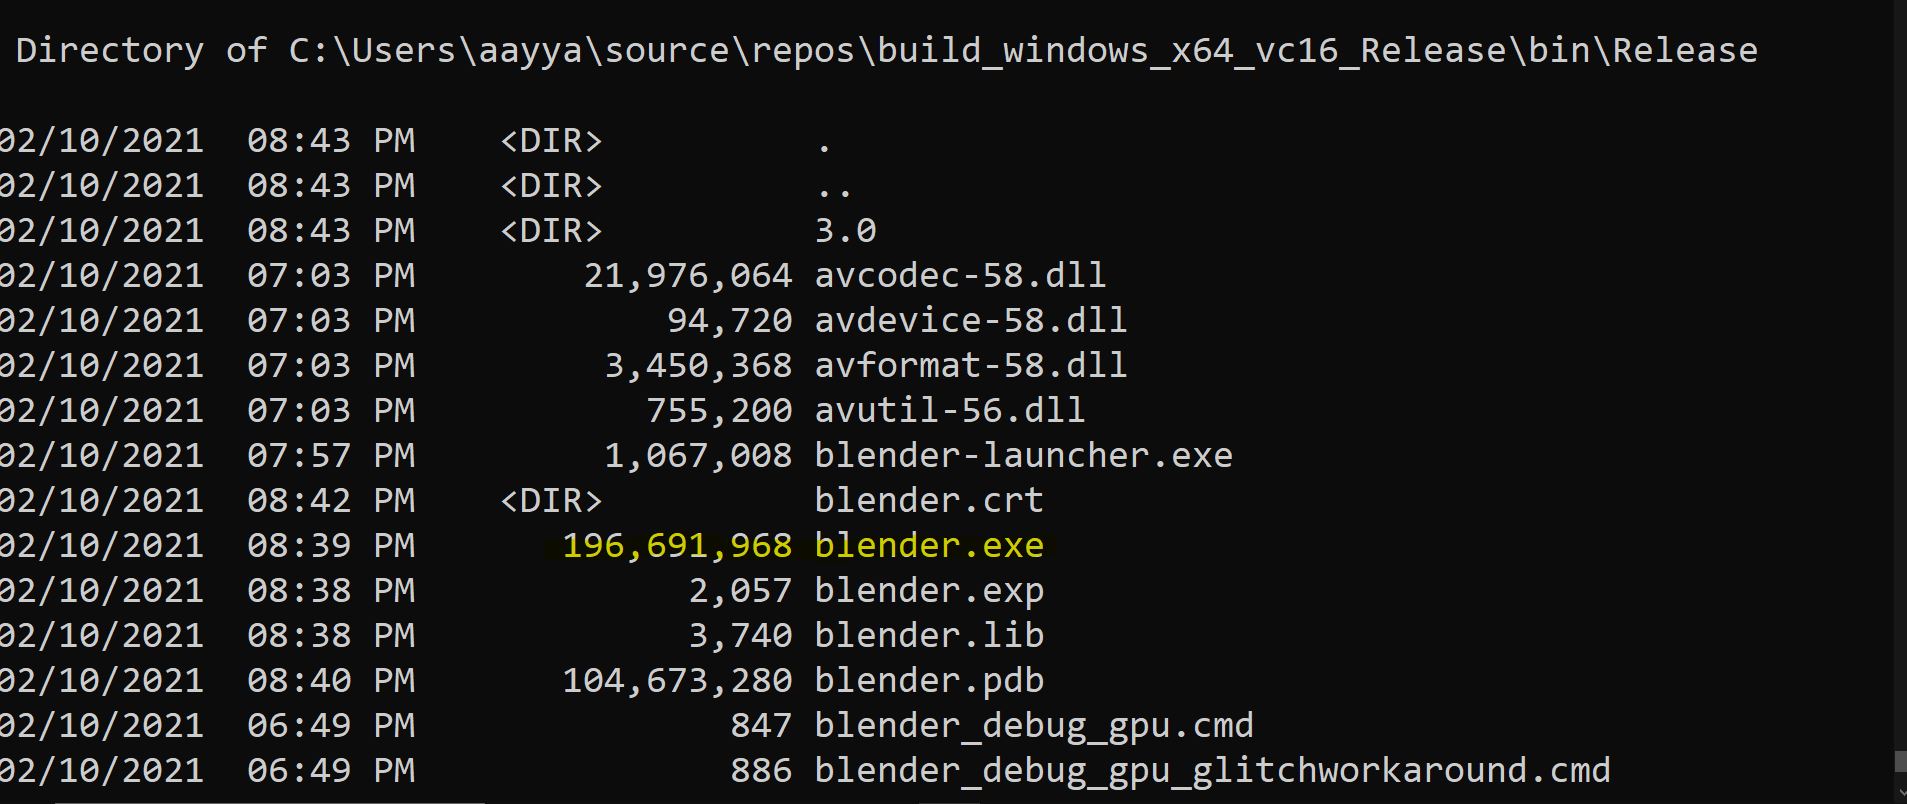 Directory of C:\Users\aayya\source\repos\build_windows_x64_vc16_Release\bin\Release
02/10/2021  08:43 PM    <DIR>          .
02/10/2021  08:43 PM    <DIR>          ..
02/10/2021  08:43 PM    <DIR>          3.0
02/10/2021  07:03 PM        21,976,064 avcodec-58.dll
02/10/2021  07:03 PM            94,720 avdevice-58.dll
02/10/2021  07:03 PM         3,450,368 avformat-58.dll
02/10/2021  07:03 PM           755,200 avutil-56.dll
02/10/2021  07:57 PM         1,067,008 blender-launcher.exe
02/10/2021  08:42 PM    <DIR>          blender.crt
02/10/2021  08:39 PM       196,691,968 blender.exe
02/10/2021  08:38 PM             2,057 blender.exp
02/10/2021  08:38 PM             3,740 blender.lib
02/10/2021  08:40 PM       104,673,280 blender.pdb
02/10/2021  06:49 PM               847 blender_debug_gpu.cmd
02/10/2021  06:49 PM               886 blender_debug_gpu_glitchworkaround.cmd